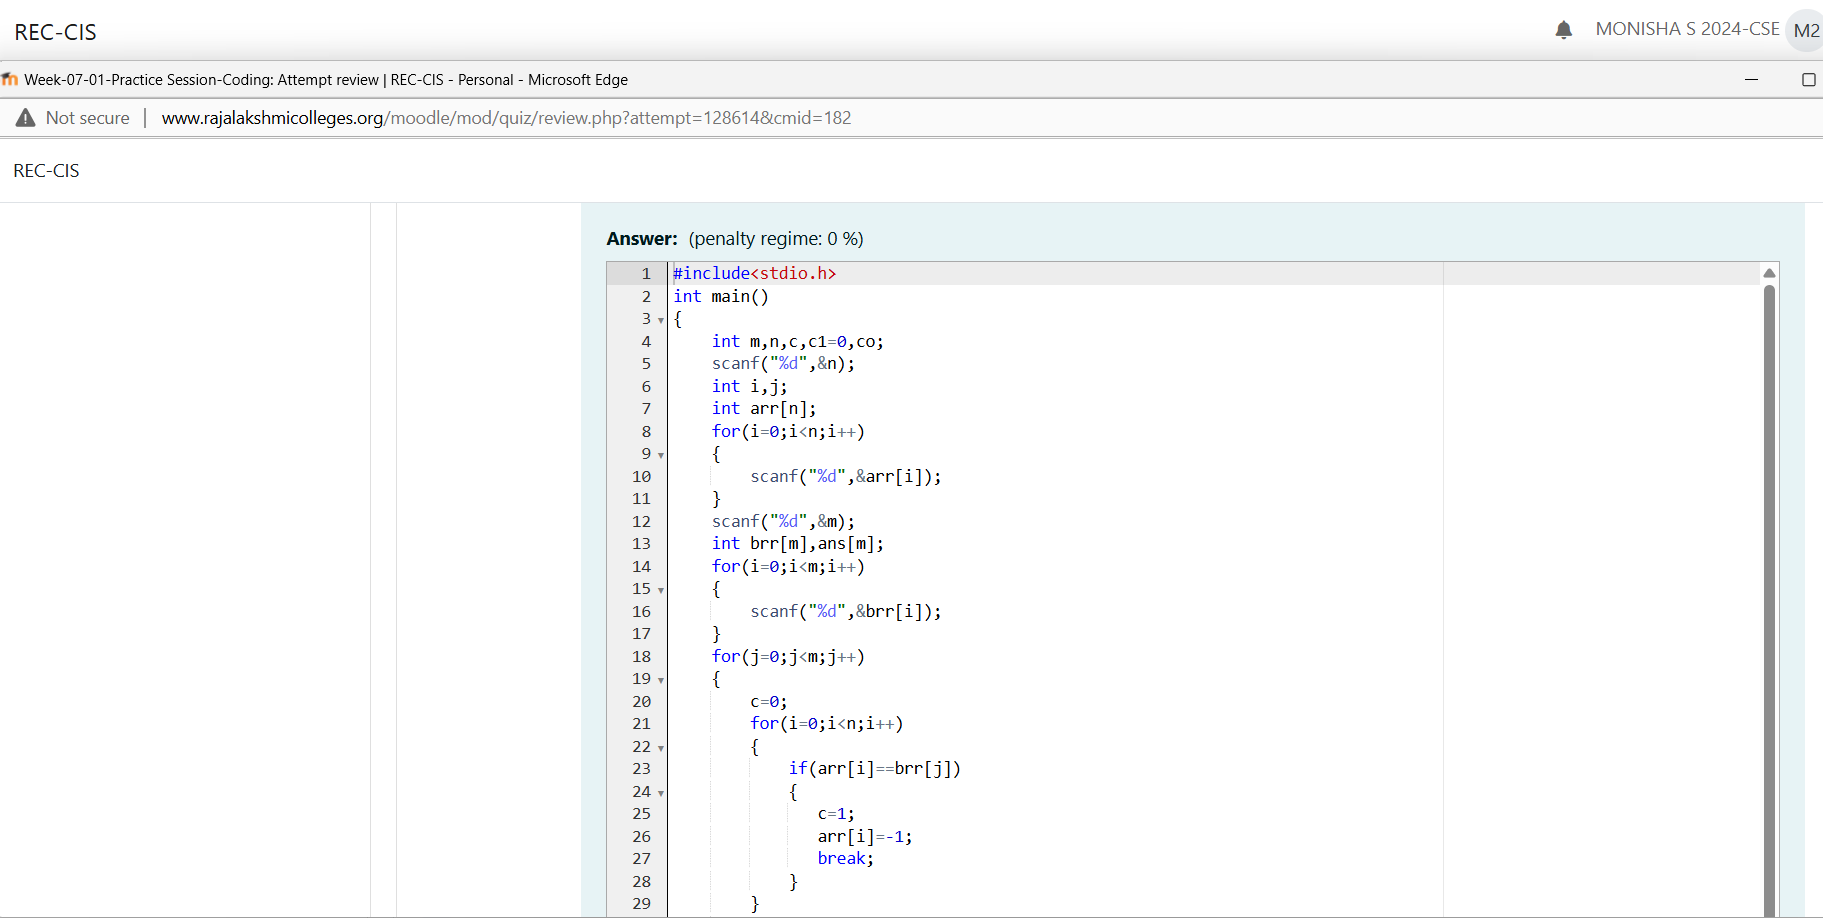 REC-CIS
MONISHA S 2024-CSE M2
Week-07-01-Practice Session-Coding: Attempt review | REC-CIS - Personal - Microsoft Edge
Not secure | www.rajalakshmicolleges.org/moodle/mod/quiz/review.php?attempt=128614&cmid=182
REC-CIS
Answer: (penalty regime: 0 %)
1 #include<stdio.h>
2 int main()
3 {
4     int m,n,c,c1=0,co;
5     scanf("%d",&n);
6     int i,j;
7     int arr[n];
8     for(i=0;i<n;i++)
9     {
10         scanf("%d",&arr[i]);
11     }
12     scanf("%d",&m);
13     int brr[m],ans[m];
14     for(i=0;i<m;i++)
15     {
16         scanf("%d",&brr[i]);
17     }
18     for(j=0;j<m;j++)
19     {
20         c=0;
21         for(i=0;i<n;i++)
22         {
23             if(arr[i]==brr[j])
24             {
25                c=1;
26                arr[i]=-1;
27                break;
28             }
29         }